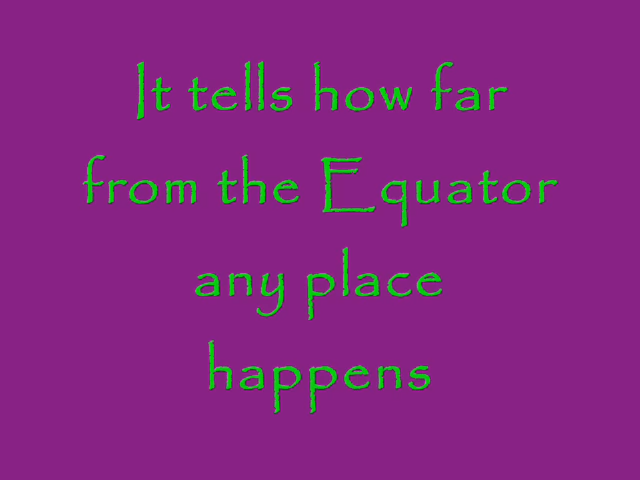 It tells how far
from the Equator
any place
happens